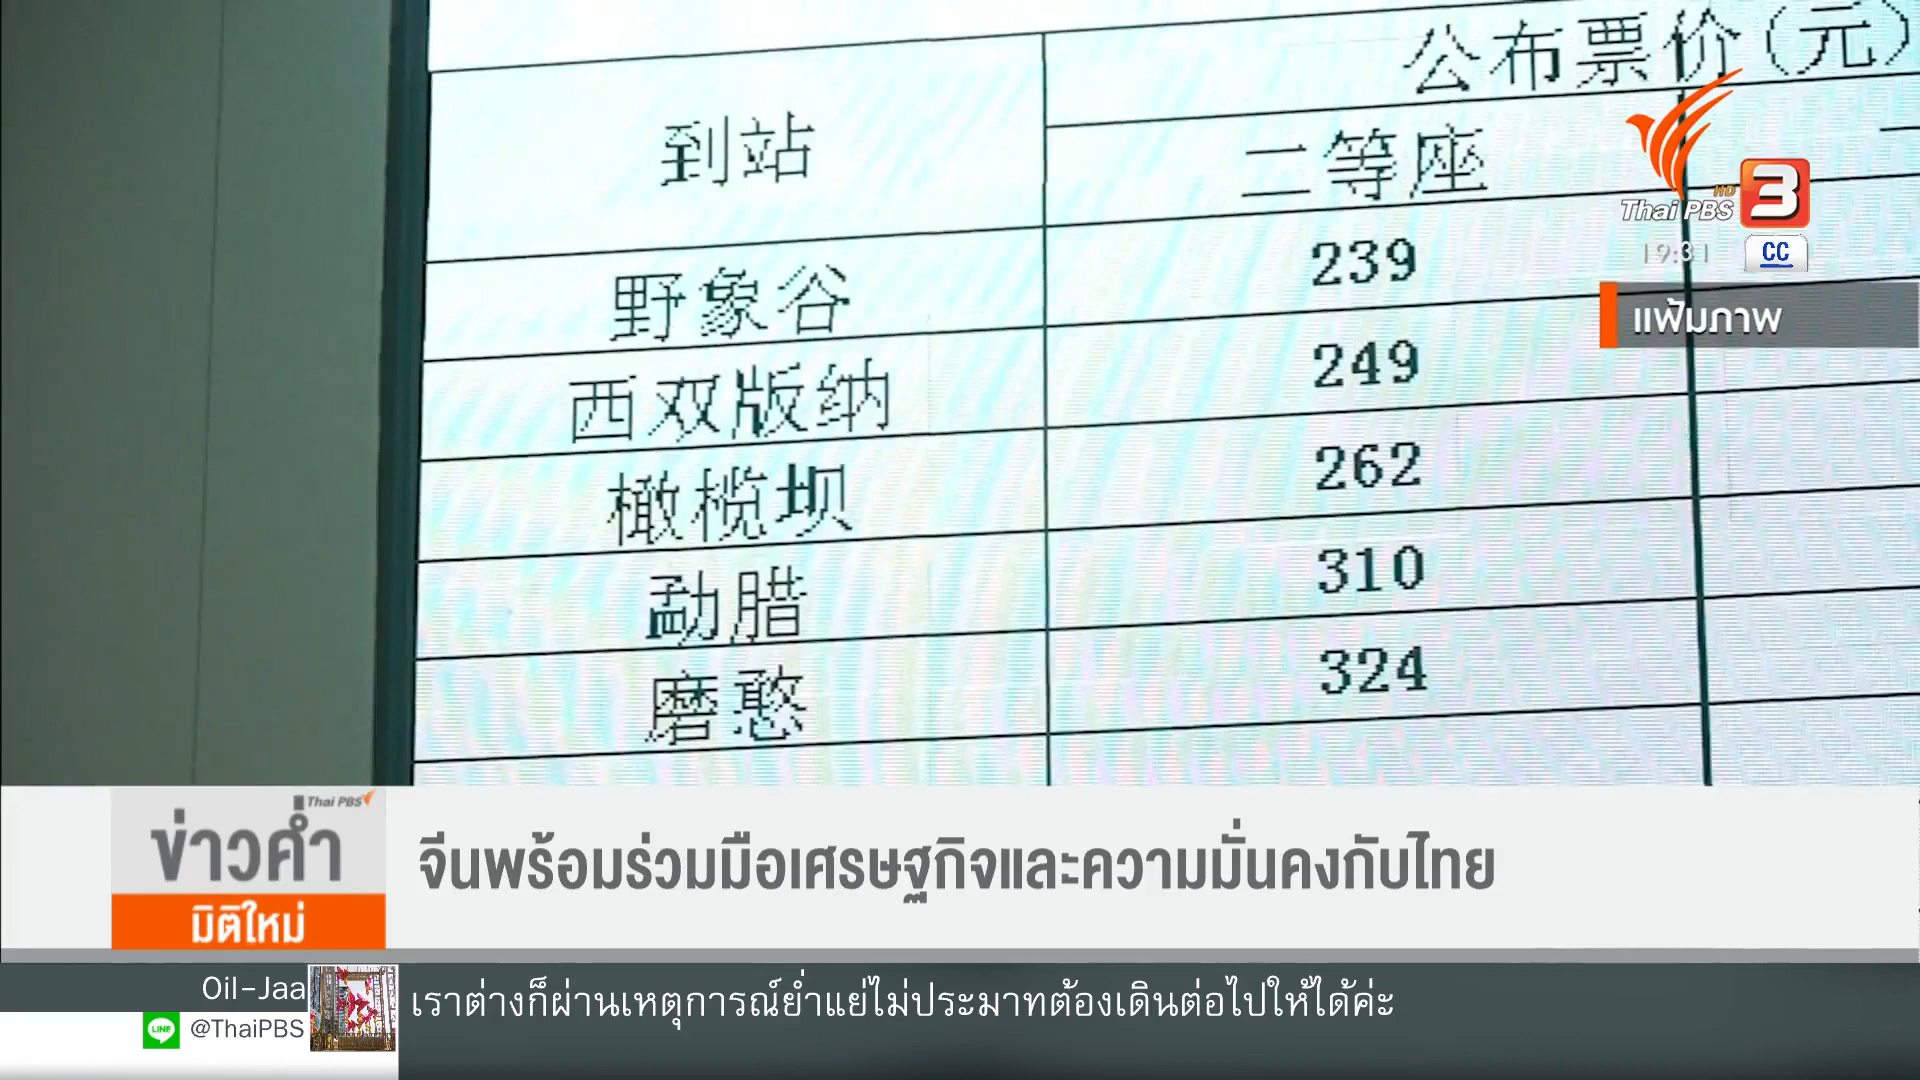 公布票价(元)
到站
二等座
野象谷 239
西双版纳 249
橄榄坝 262
勐腊 310
磨憨 324
Thai PBS HD 3
19:31 CC
แฟ้มภาพ
Thai PBS
ข่าวค่ำ
มิติใหม่
จีนพร้อมร่วมมือเศรษฐกิจและความมั่นคงกับไทย
Oil-Jaa
LINE @ThaiPBS
เราต่างก็ผ่านเหตุการณ์ย่ำแย่ไม่ประมาทต้องเดินต่อไปให้ได้ค่ะ